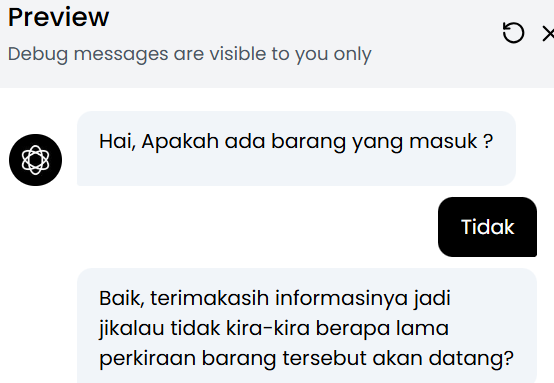 Preview
Debug messages are visible to you only
Hai, Apakah ada barang yang masuk ?
Tidak
Baik, terimakasih informasinya jadi
jikalau tidak kira-kira berapa lama
perkiraan barang tersebut akan datang?